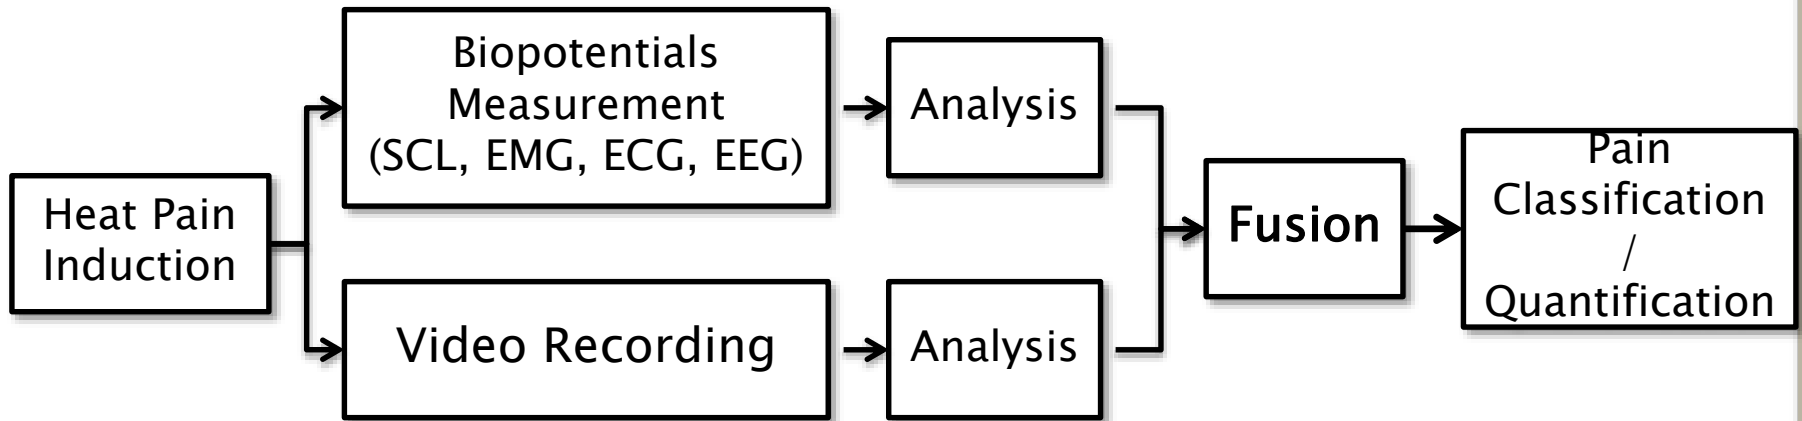 Heat Pain
Induction
Biopotentials
Measurement
(SCL, EMG, ECG, EEG)
Analysis
Video Recording
Analysis
Fusion
Pain
Classification
/
Quantification